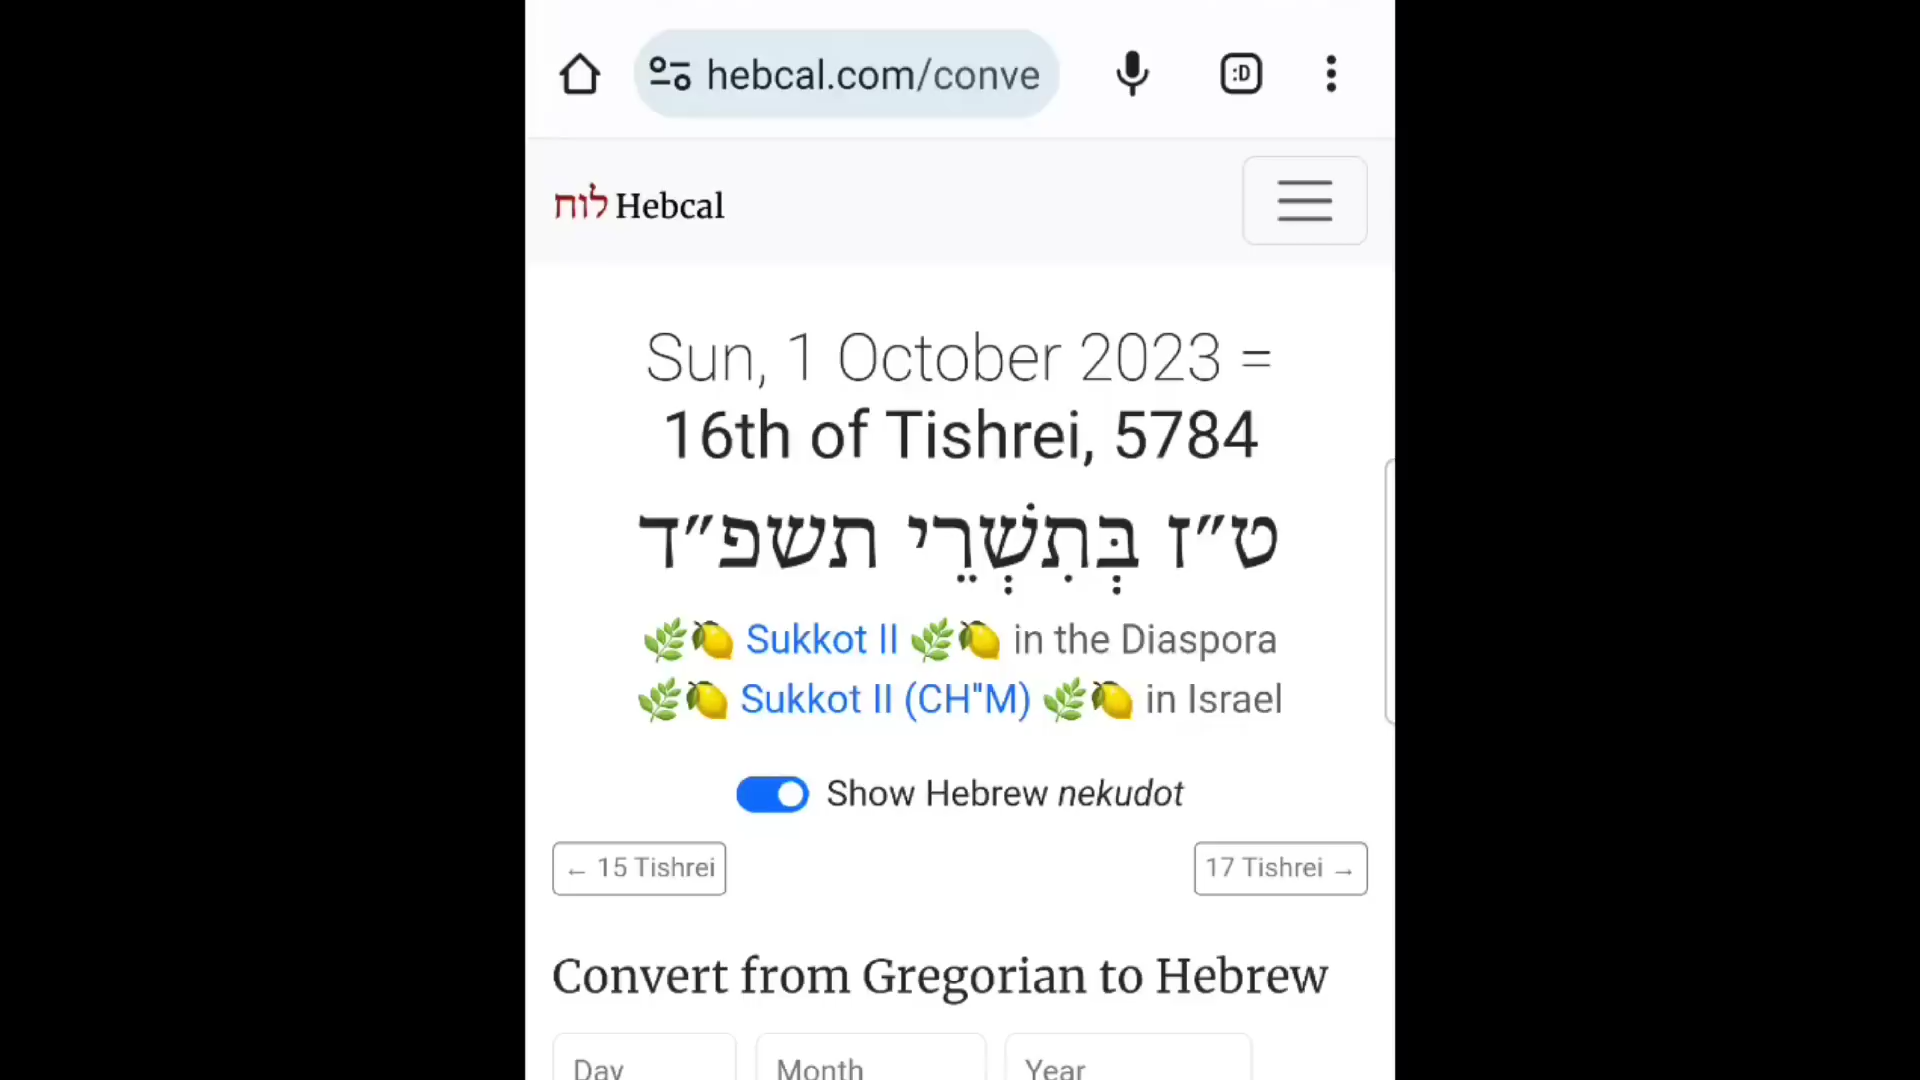 hebcal.com/conve
:D
לוח Hebcal
Sun, 1 October 2023 =
16th of Tishrei, 5784
ט״ז בְּתִשְׁרֵי תשפ״ד
🌿🍋 Sukkot II 🌿🍋 in the Diaspora
🌿🍋 Sukkot II (CH"M) 🌿🍋 in Israel
Show Hebrew nekudot
← 15 Tishrei
17 Tishrei →
Convert from Gregorian to Hebrew
Day Month Year